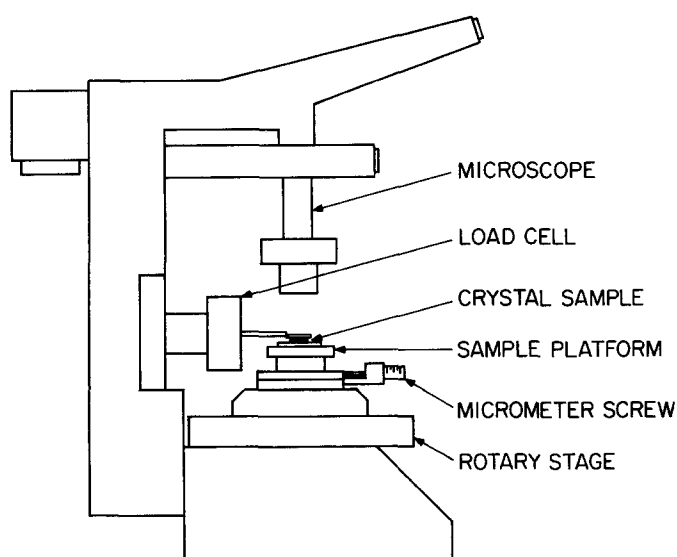 MICROSCOPE
LOAD CELL
CRYSTAL SAMPLE
SAMPLE PLATFORM
MICROMETER SCREW
ROTARY STAGE